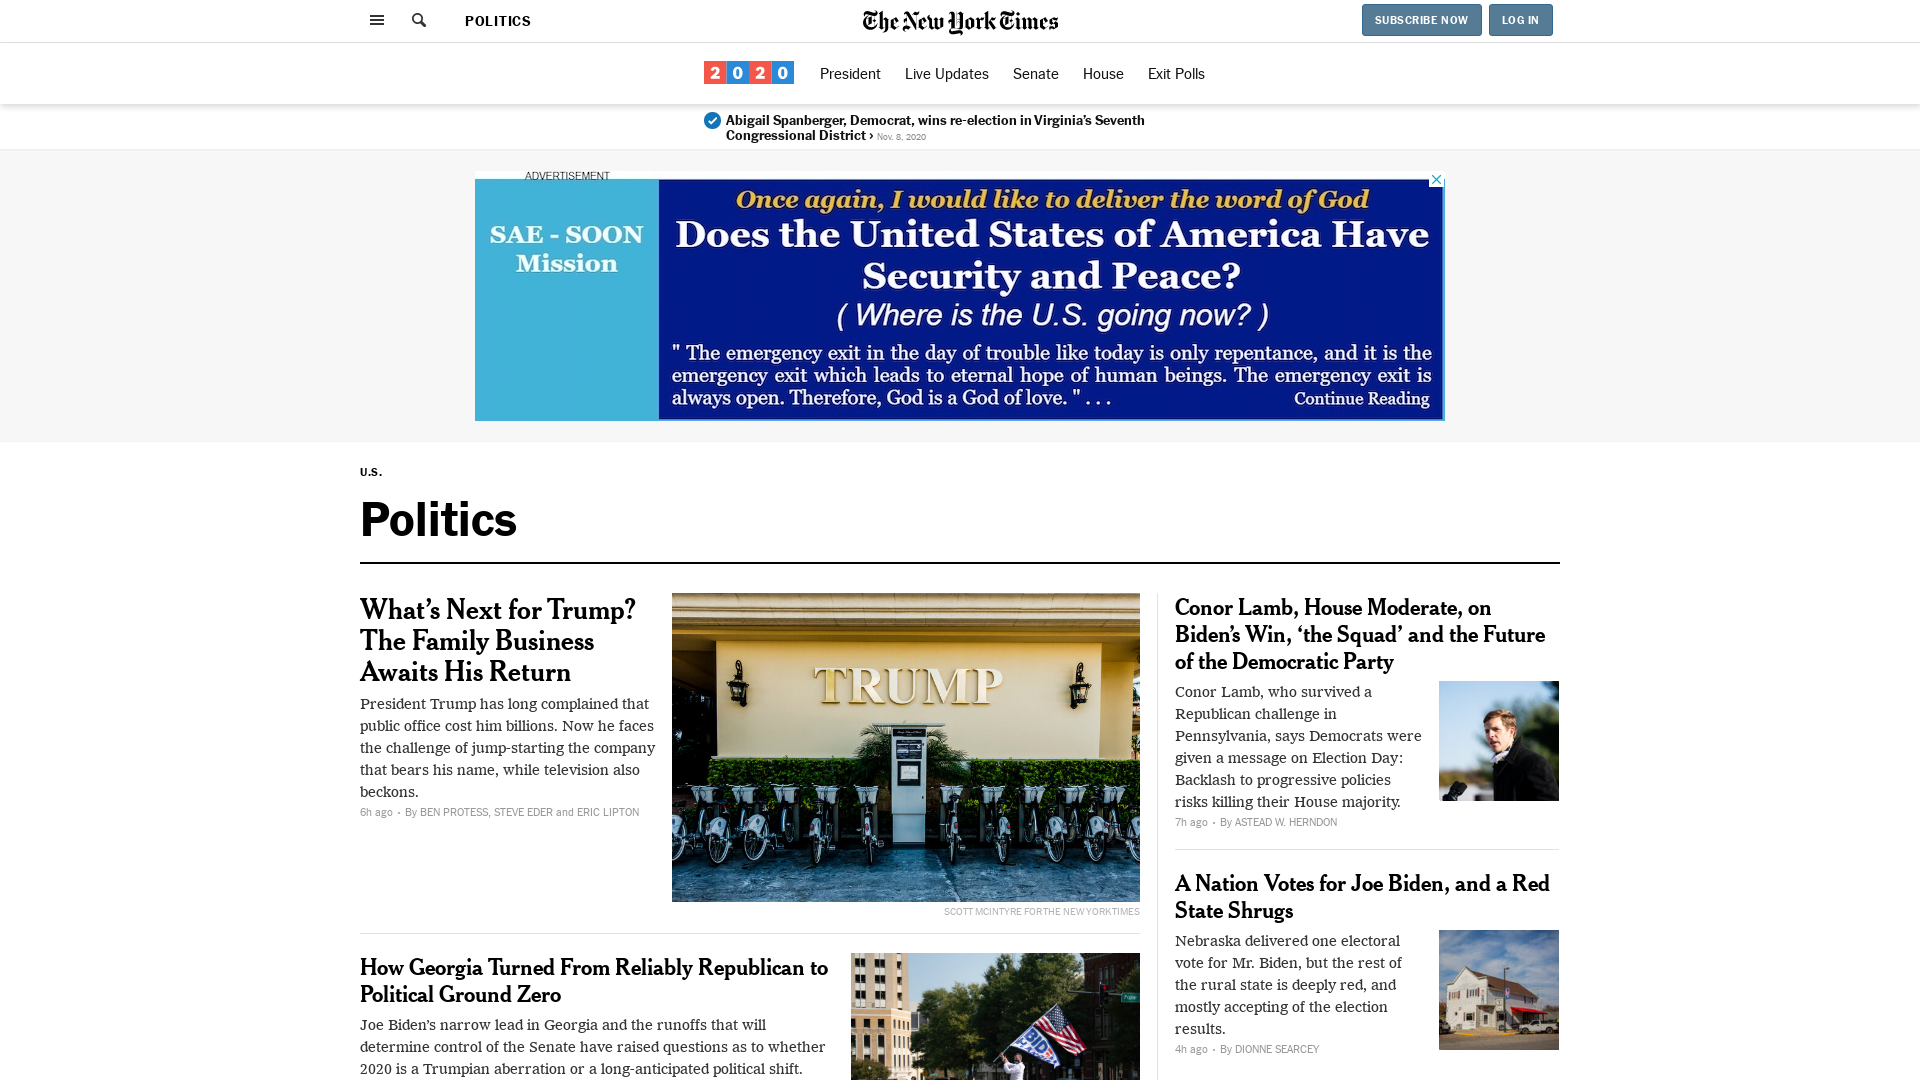 POLITICS
The New York Times
SUBSCRIBE NOW
LOG IN
2020
President
Live Updates
Senate
House
Exit Polls
Abigail Spanberger, Democrat, wins re-election in Virginia’s Seventh
Congressional District › Nov. 8, 2020
ADVERTISEMENT
SAE - SOON
Mission
Once again, I would like to deliver the word of God
Does the United States of America Have
Security and Peace?
( Where is the U.S. going now? )
" The emergency exit in the day of trouble like today is only repentance, and it is the
emergency exit which leads to eternal hope of human beings. The emergency exit is
always open. Therefore, God is a God of love. " . . .
Continue Reading
U.S.
Politics
What’s Next for Trump?
The Family Business
Awaits His Return
President Trump has long complained that
public office cost him billions. Now he faces
the challenge of jump-starting the company
that bears his name, while television also
beckons.
6h ago • By BEN PROTESS, STEVE EDER and ERIC LIPTON
TRUMP
SCOTT MCINTYRE FOR THE NEW YORK TIMES
How Georgia Turned From Reliably Republican to
Political Ground Zero
Joe Biden’s narrow lead in Georgia and the runoffs that will
determine control of the Senate have raised questions as to whether
2020 is a Trumpian aberration or a long-anticipated political shift.
BIDEN
Conor Lamb, House Moderate, on
Biden’s Win, ‘the Squad’ and the Future
of the Democratic Party
Conor Lamb, who survived a
Republican challenge in
Pennsylvania, says Democrats were
given a message on Election Day:
Backlash to progressive policies
risks killing their House majority.
7h ago • By ASTEAD W. HERNDON
A Nation Votes for Joe Biden, and a Red
State Shrugs
Nebraska delivered one electoral
vote for Mr. Biden, but the rest of
the rural state is deeply red, and
mostly accepting of the election
results.
4h ago • By DIONNE SEARCEY